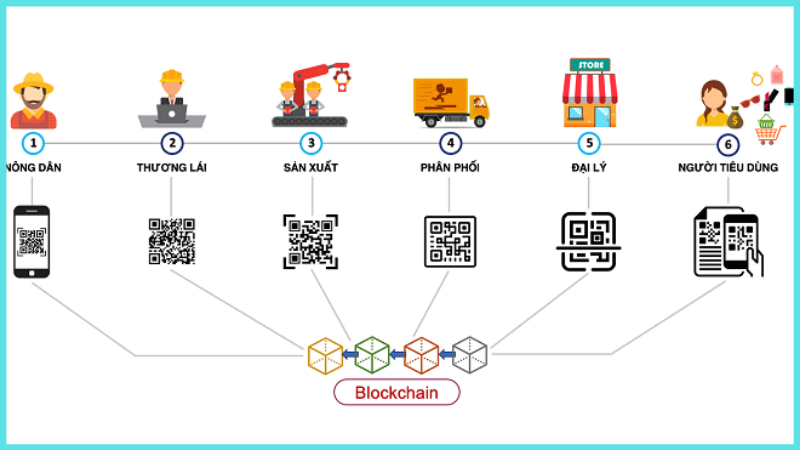 STORE
1
2
3
4
5
6
NÔNG DÂN
THƯƠNG LÁI
SẢN XUẤT
PHÂN PHỐI
ĐẠI LÝ
NGƯỜI TIÊU DÙNG
Blockchain